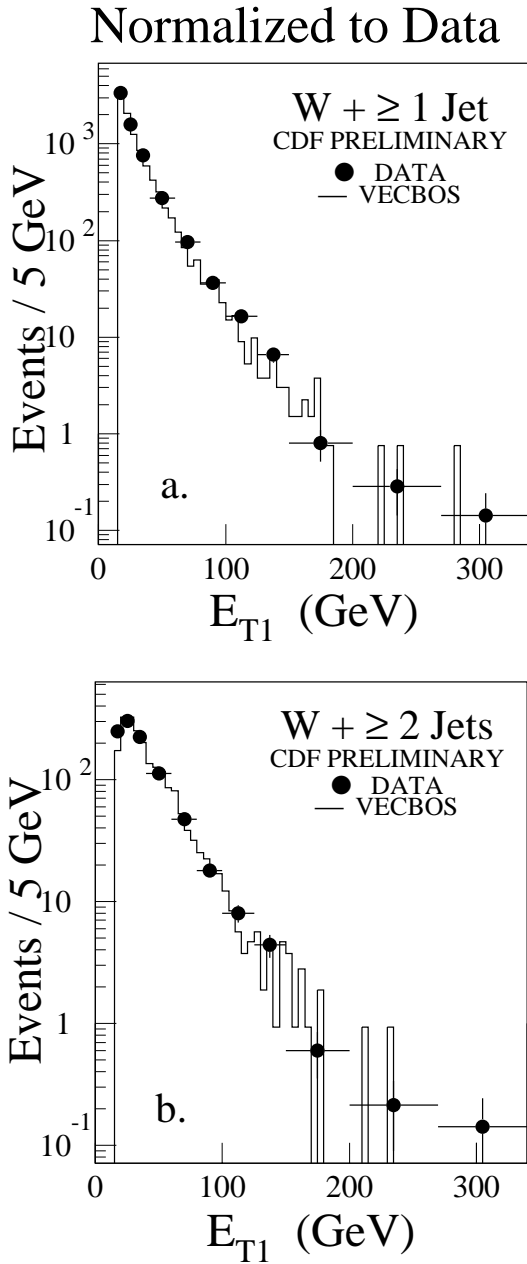 Normalized to Data
W + ≥ 1 Jet
CDF PRELIMINARY
DATA
VECBOS
10^3
10^2
10
1
10^-1
Events / 5 GeV
a.
0 100 200 300
E_T1 (GeV)
W + ≥ 2 Jets
CDF PRELIMINARY
DATA
VECBOS
10^2
10
1
10^-1
Events / 5 GeV
b.
0 100 200 300
E_T1 (GeV)